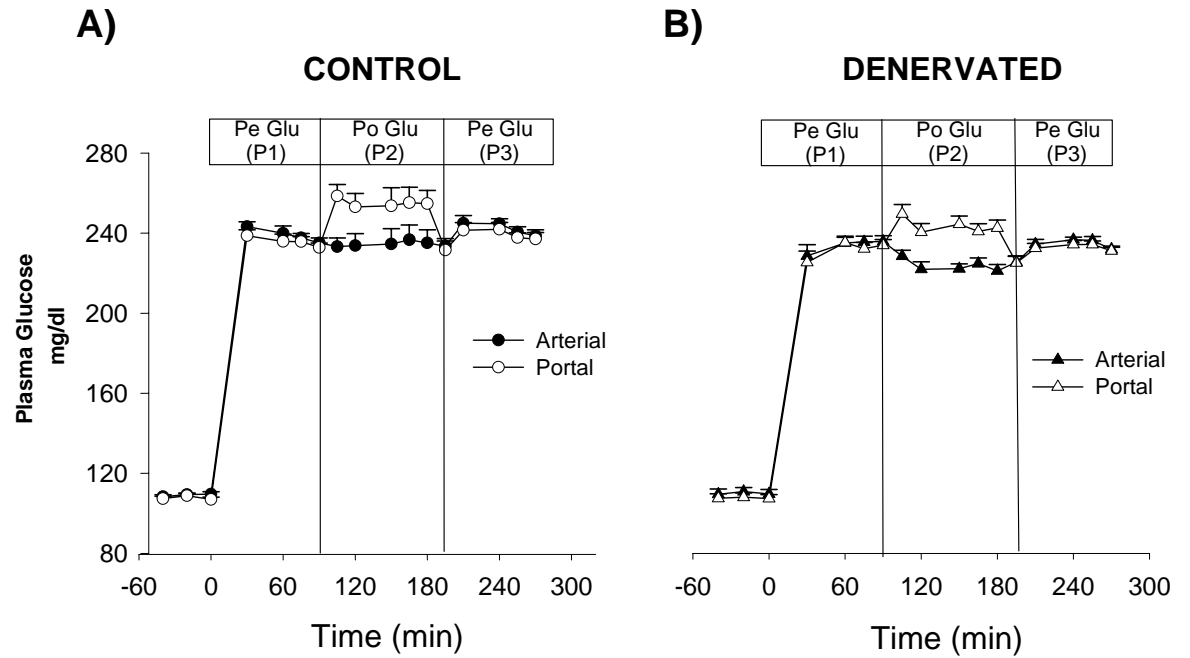 A)
CONTROL
Pe Glu
(P1)
Po Glu
(P2)
Pe Glu
(P3)
280
240
200
160
120
80
Plasma Glucose
mg/dl
Arterial
Portal
-60 0 60 120 180 240 300
Time (min)
B)
DENERVATED
Pe Glu
(P1)
Po Glu
(P2)
Pe Glu
(P3)
Arterial
Portal
-60 0 60 120 180 240 300
Time (min)